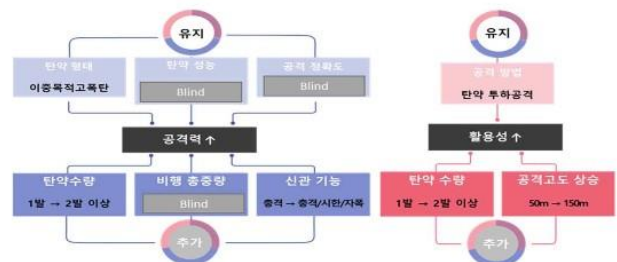 유지
유지
탄약 형태
탄약 성능
공격 정확도
공격 방법
이중목적고폭탄
Blind
Blind
탄약 투하공격
공격력↑
활용성↑
탄약수량
비행 총중량
신관 기능
탄약 수량
공격고도 상승
1발 → 2발 이상
Blind
충격 → 충격/시한/자폭
1발 → 2발 이상
50m → 150m
추가
추가